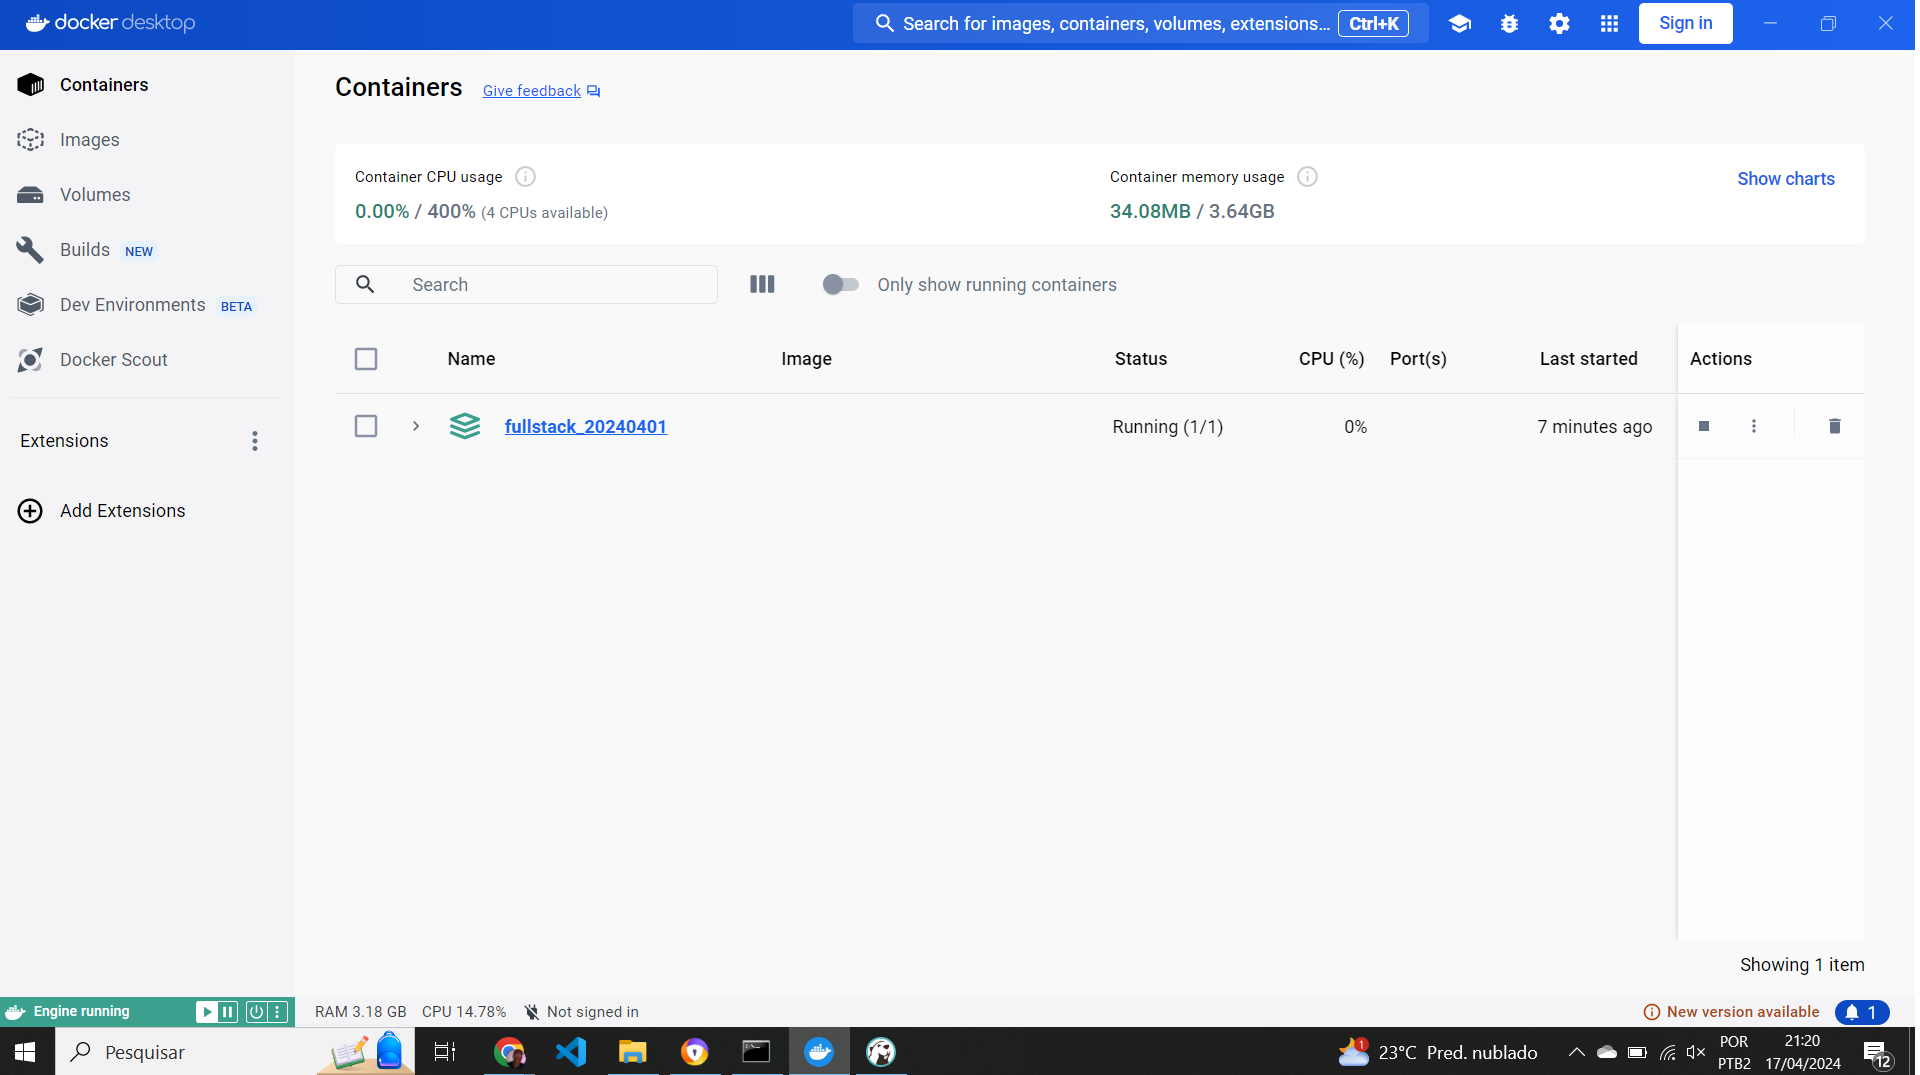 docker desktop
Search for images, containers, volumes, extensions... Ctrl+K
Sign in
Containers
Images
Volumes
Builds NEW
Dev Environments BETA
Docker Scout
Extensions
Add Extensions
Containers Give feedback
Container CPU usage
0.00% / 400% (4 CPUs available)
Container memory usage
34.08MB / 3.64GB
Show charts
Search
Only show running containers
Name Image Status CPU (%) Port(s) Last started Actions
fullstack_20240401 Running (1/1) 0% 7 minutes ago
Showing 1 item
Engine running
RAM 3.18 GB CPU 14.78% Not signed in
New version available 1
Pesquisar
1
23°C Pred. nublado
POR
PTB2
21:20
17/04/2024
12